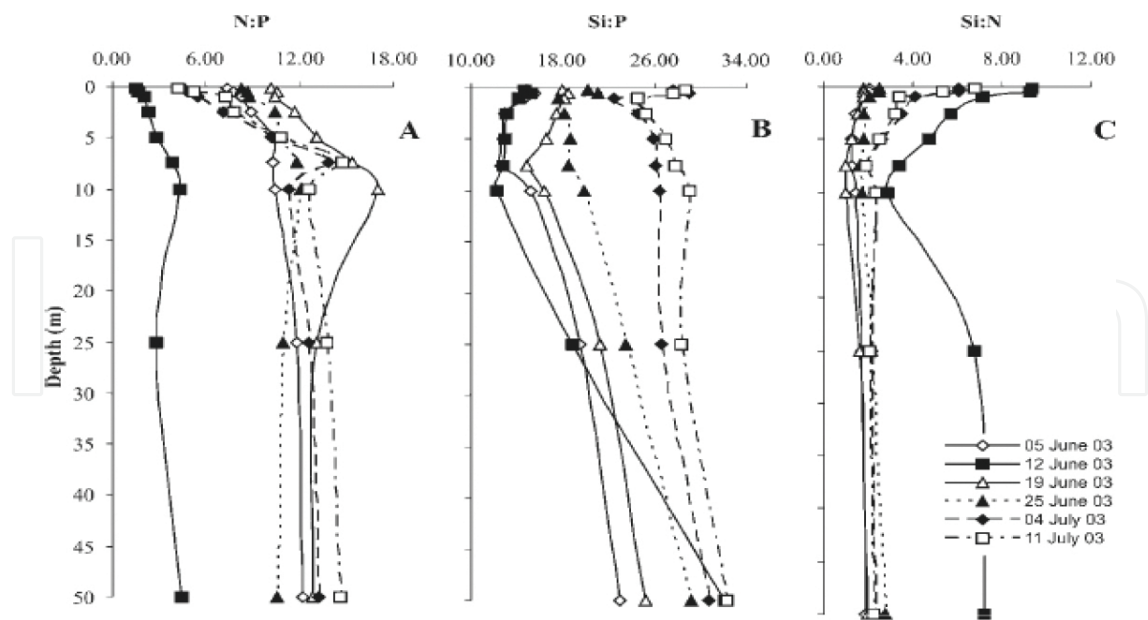 N:P
Si:P
Si:N
0.00 6.00 12.00 18.00
10.00 18.00 26.00 34.00
0.00 4.00 8.00 12.00
0
5
10
15
20
25
30
35
40
45
50
Depth (m)
A
B
C
05 June 03
12 June 03
19 June 03
25 June 03
04 July 03
11 July 03